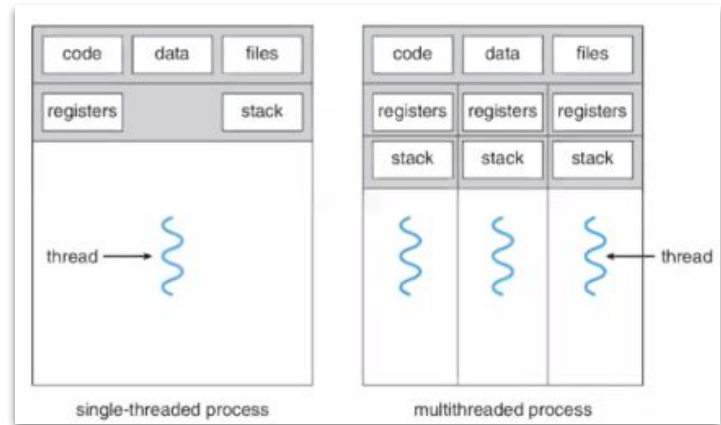 code data files code data files
registers stack registers registers registers
stack stack stack
thread thread
single-threaded process multithreaded process